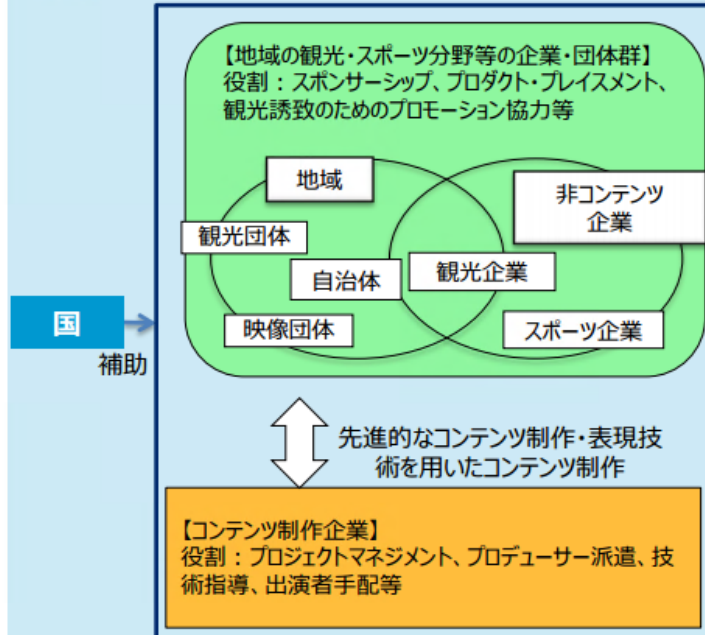 【地域の観光・スポーツ分野等の企業・団体群】
役割：スポンサーシップ、プロダクト・プレイスメント、
観光誘致のためのプロモーション協力等
地域
非コンテンツ
企業
観光団体
自治体
観光企業
映像団体
スポーツ企業
国
補助
先進的なコンテンツ制作・表現技
術を用いたコンテンツ制作
【コンテンツ制作企業】
役割：プロジェクトマネジメント、プロデューサー派遣、技
術指導、出演者手配等